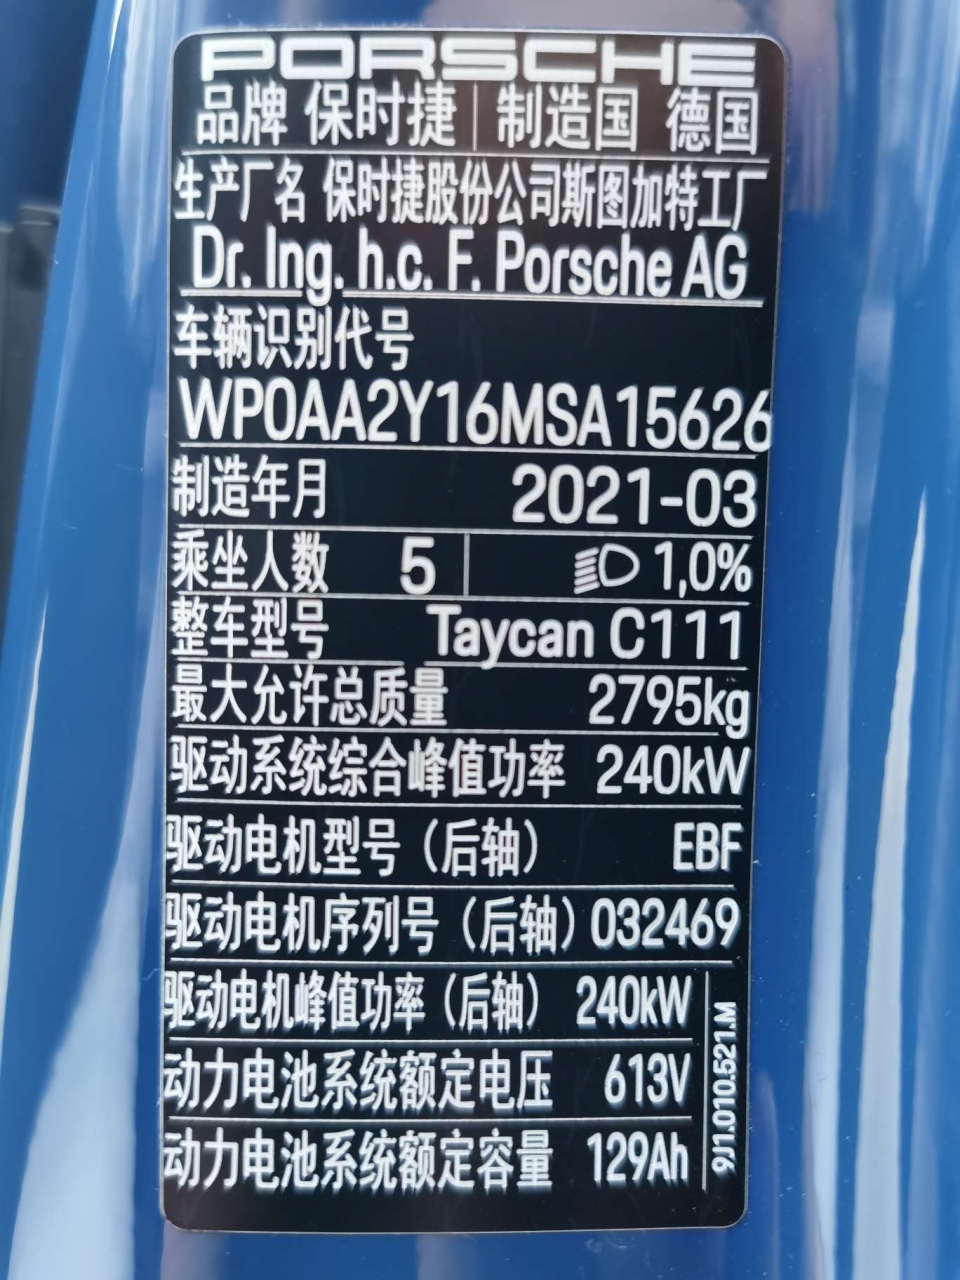 PORSCHE
品牌 保时捷 | 制造国 德国
生产厂名 保时捷股份公司斯图加特工厂
Dr. Ing. h.c. F. Porsche AG
车辆识别代号
WP0AA2Y16MSA15626
制造年月 2021-03
乘坐人数 5 | 1,0%
整车型号 Taycan C111
最大允许总质量 2795kg
驱动系统综合峰值功率 240kW
驱动电机型号（后轴） EBF
驱动电机序列号（后轴）032469
驱动电机峰值功率（后轴） 240kW
动力电池系统额定电压 613V
动力电池系统额定容量 129Ah
9J1.010.521.M